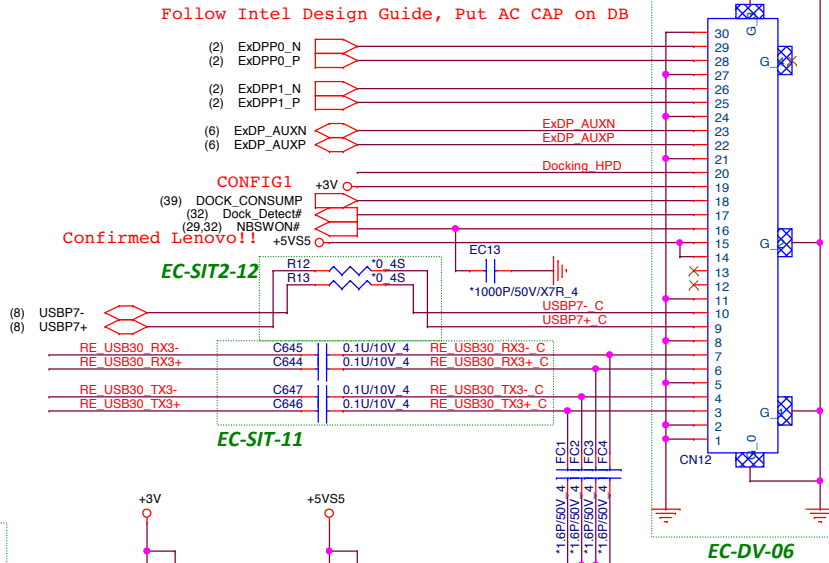 Follow Intel Design Guide, Put AC CAP on DB
(2) ExDPP0_N
(2) ExDPP0_P
(2) ExDPP1_N
(2) ExDPP1_P
(6) ExDP_AUXN ExDP_AUXN
(6) ExDP_AUXP ExDP_AUXP
Docking_HPD
CONFIG1 +3V
(39) DOCK_CONSUMP
(32) Dock_Detect#
(29,32) NBSWON#
Confirmed Lenovo!! +5VS5
EC13
*1000P/50V/X7R_4
EC-SIT2-12
R12 *0_4S
R13 *0_4S
(8) USBP7- USBP7-_C
(8) USBP7+ USBP7+_C
RE_USB30_RX3- C645 0.1U/10V_4 RE_USB30_RX3-_C
RE_USB30_RX3+ C644 0.1U/10V_4 RE_USB30_RX3+_C
RE_USB30_TX3- C647 0.1U/10V_4 RE_USB30_TX3-_C
RE_USB30_TX3+ C646 0.1U/10V_4 RE_USB30_TX3+_C
EC-SIT-11
30
29
28
27
26
25
24
23
22
21
20
19
18
17
16
15
14
13
12
11
10
9
8
7
6
5
4
3
2
1
CN12
G_0
FC1
FC2
FC3
FC4
*1.6P/50V_4
*1.6P/50V_4
*1.6P/50V_4
*1.6P/50V_4
+3V
+5VS5
EC-DV-06